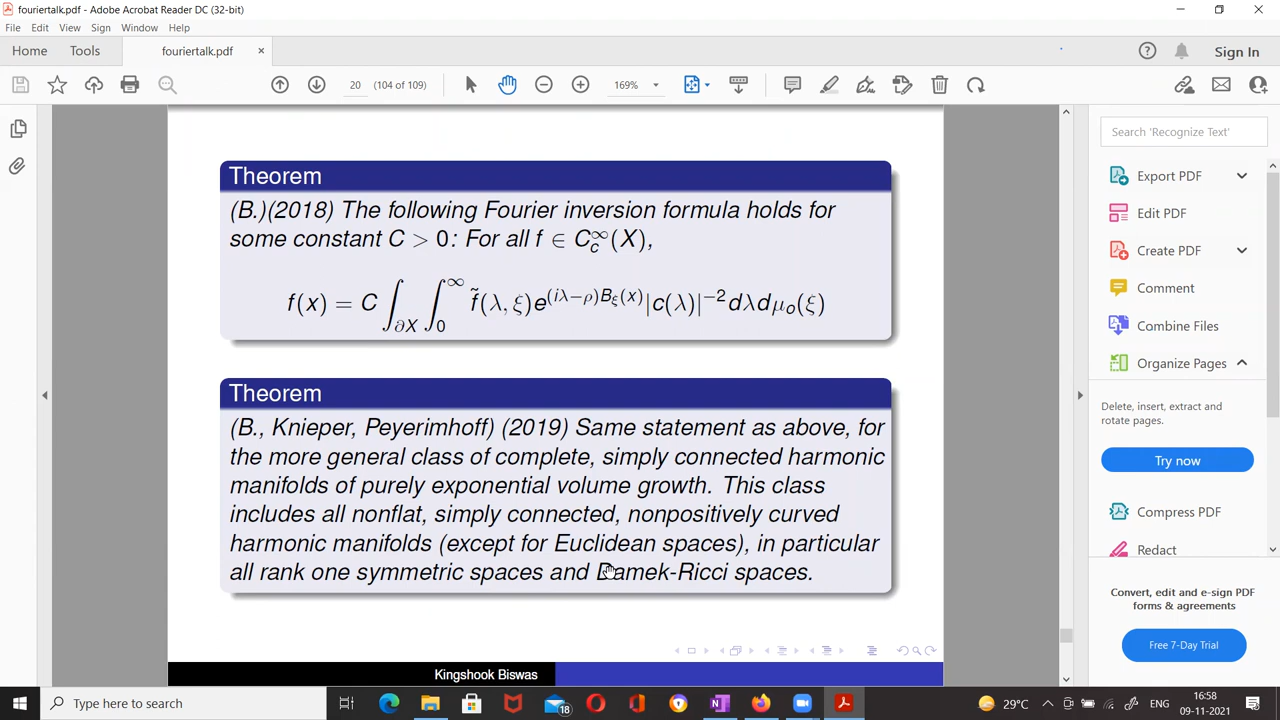 fouriertalk.pdf - Adobe Acrobat Reader DC (32-bit)
File Edit View Sign Window Help
Home Tools fouriertalk.pdf × Sign In
20 (104 of 109) 169%
Theorem
(B.)(2018) The following Fourier inversion formula holds for
some constant C > 0: For all f ∈ C_c^∞(X),
f(x) = C ∫_{∂X} ∫_0^∞ f̃(λ, ξ)e^{(iλ−ρ)B_ξ(x)}|c(λ)|^{−2}dλdμ_o(ξ)
Theorem
(B., Knieper, Peyerimhoff) (2019) Same statement as above, for
the more general class of complete, simply connected harmonic
manifolds of purely exponential volume growth. This class
includes all nonflat, simply connected, nonpositively curved
harmonic manifolds (except for Euclidean spaces), in particular
all rank one symmetric spaces and Damek-Ricci spaces.
Kingshook Biswas
Search 'Recognize Text'
Export PDF
Edit PDF
Create PDF
Comment
Combine Files
Organize Pages
Delete, insert, extract and
rotate pages.
Try now
Compress PDF
Redact
Convert, edit and e-sign PDF
forms & agreements
Free 7-Day Trial
Type here to search
18
29°C
ENG
16:58
09-11-2021